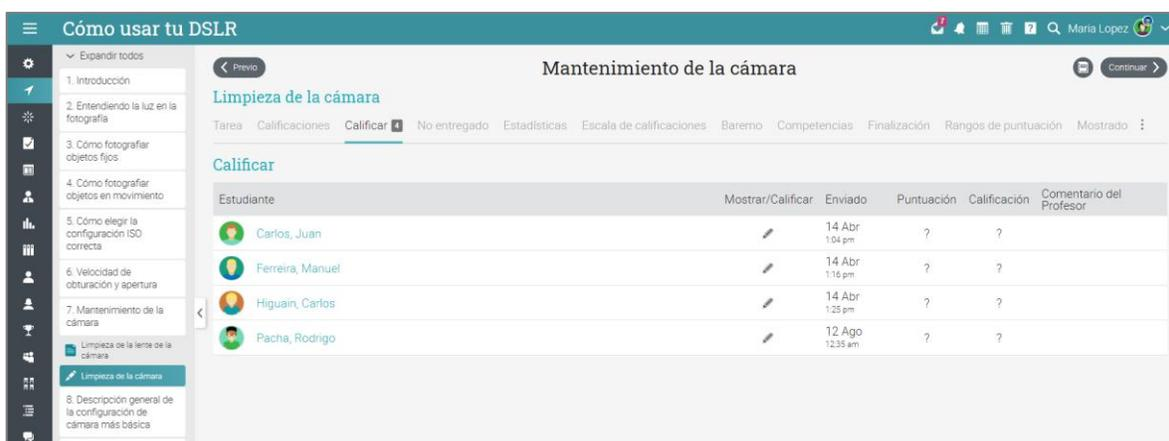 Cómo usar tu DSLR
2
?
Maria Lopez
Expandir todos
1. Introducción
2. Entendiendo la luz en la
fotografía
3. Cómo fotografiar
objetos fijos
4. Cómo fotografiar
objetos en movimiento
5. Cómo elegir la
configuración ISO
correcta
6. Velocidad de
obturación y apertura
7. Mantenimiento de la
cámara
Limpieza de la lente de la
cámara
Limpieza de la cámara
8. Descripción general de
la configuración de
cámara más básica
Previo
Mantenimiento de la cámara
Continuar
Limpieza de la cámara
Tarea Calificaciones Calificar 4 No entregado Estadísticas Escala de calificaciones Baremo Competencias Finalización Rangos de puntuación Mostrado
Calificar
Estudiante Mostrar/Calificar Enviado Puntuación Calificación Comentario del
Profesor
Carlos, Juan 14 Abr ? ?
1:04 pm
Ferreira, Manuel 14 Abr ? ?
1:16 pm
Higuain, Carlos 14 Abr ? ?
1:25 pm
Pacha, Rodrigo 12 Ago ? ?
12:35 am